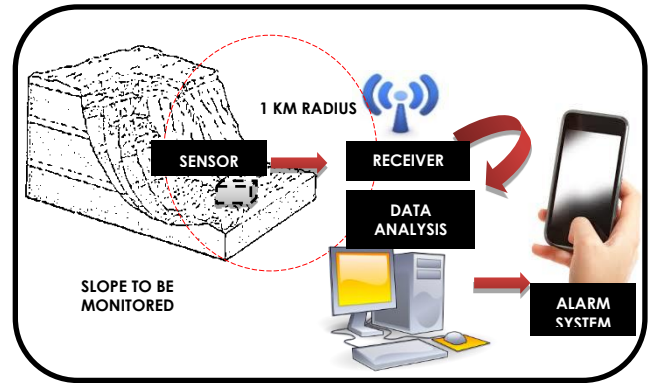 1 KM RADIUS
SENSOR
RECEIVER
DATA
ANALYSIS
SLOPE TO BE
MONITORED
ALARM
SYSTEM